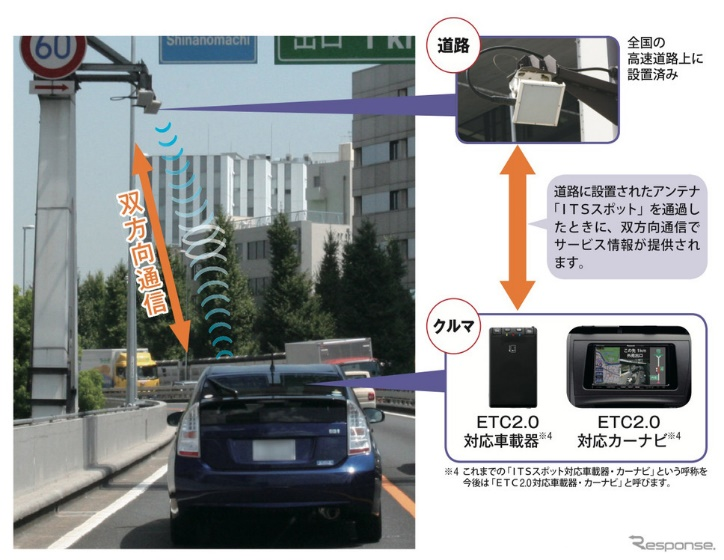 60
Shinanomachi
出口 1 km
双方向通信
道路
全国の
高速道路上に
設置済み
道路に設置されたアンテナ
「ITSスポット」を通過し
たときに、双方向通信で
サービス情報が提供され
ます。
クルマ
ETC2.0
対応車載器※4
ETC2.0
対応カーナビ※4
※4 これまでの「ITSスポット対応車載器・カーナビ」という呼称を
今後は「ETC2.0対応車載器・カーナビ」と呼びます。
Response.